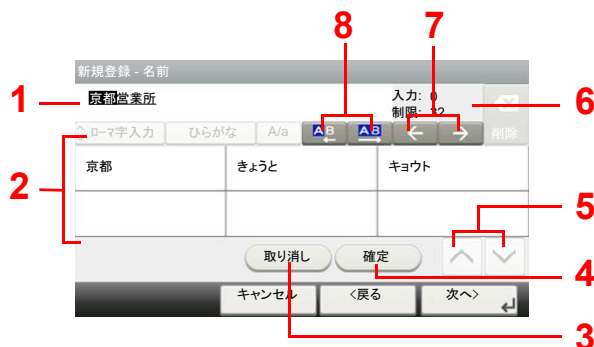 8 7
新規登録 - 名前
1 京都営業所 入力: 0 6
制限: 32
ローマ字入力 ひらがな A/a AB AB 削除
2 京都 きょうと キョウト
5
取り消し 確定 4
キャンセル <戻る 次へ>
3